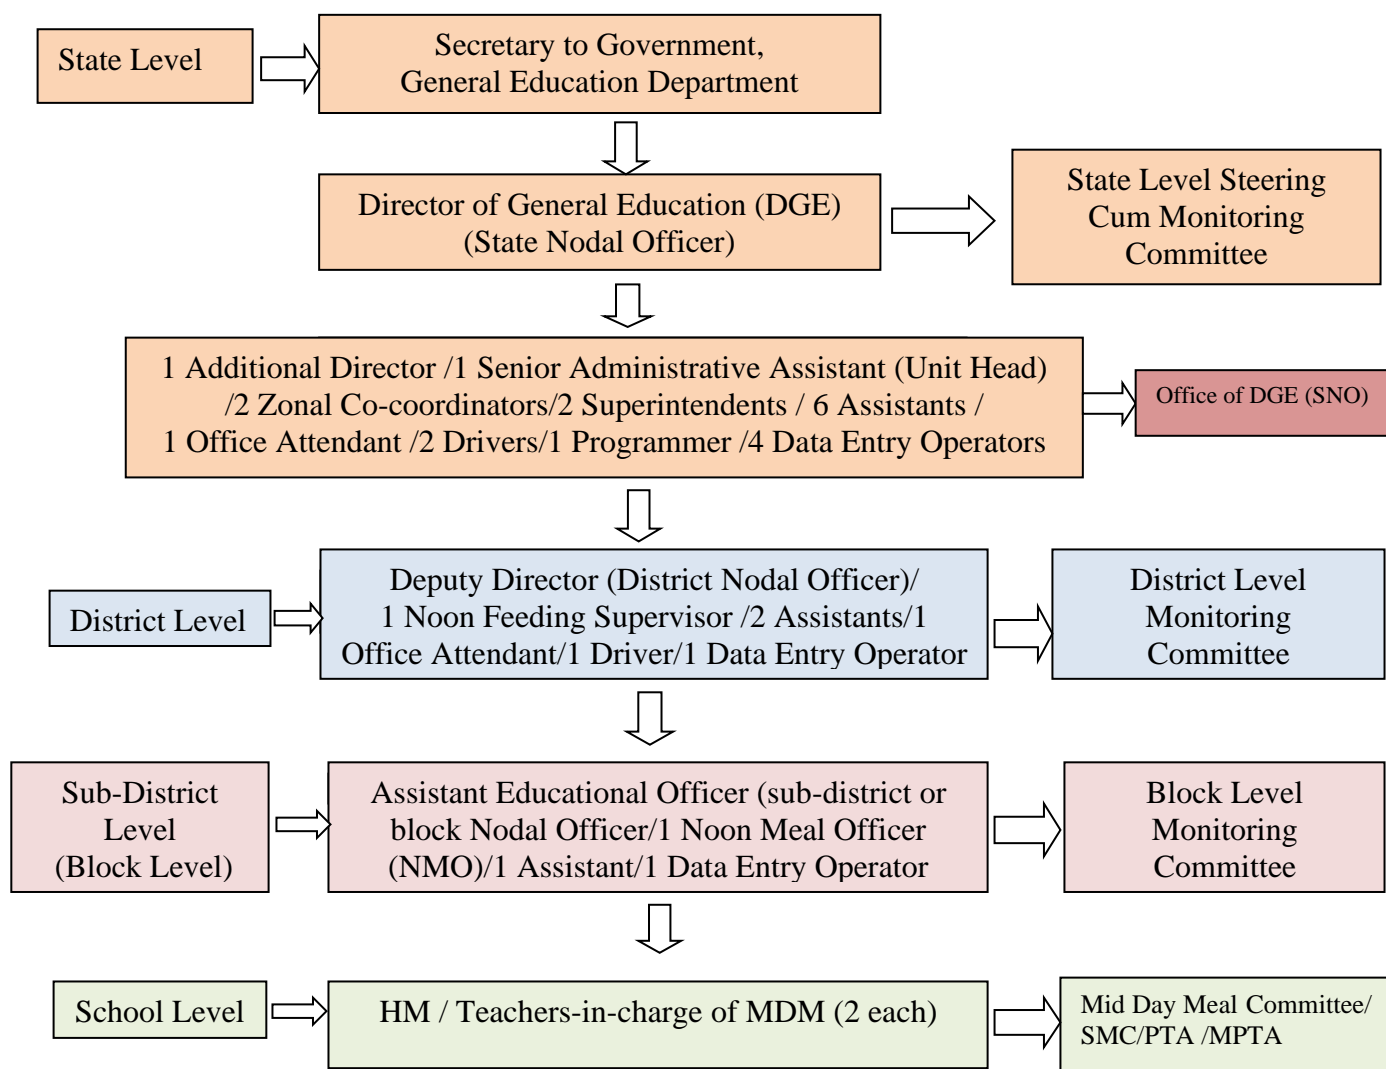 State Level
Secretary to Government,
General Education Department
Director of General Education (DGE)
(State Nodal Officer)
State Level Steering
Cum Monitoring
Committee
1 Additional Director /1 Senior Administrative Assistant (Unit Head)
/2 Zonal Co-coordinators/2 Superintendents / 6 Assistants /
1 Office Attendant /2 Drivers/1 Programmer /4 Data Entry Operators
Office of DGE (SNO)
District Level
Deputy Director (District Nodal Officer)/
1 Noon Feeding Supervisor /2 Assistants/1
Office Attendant/1 Driver/1 Data Entry Operator
District Level
Monitoring
Committee
Sub-District
Level
(Block Level)
Assistant Educational Officer (sub-district or
block Nodal Officer/1 Noon Meal Officer
(NMO)/1 Assistant/1 Data Entry Operator
Block Level
Monitoring
Committee
School Level
HM / Teachers-in-charge of MDM (2 each)
Mid Day Meal Committee/
SMC/PTA /MPTA